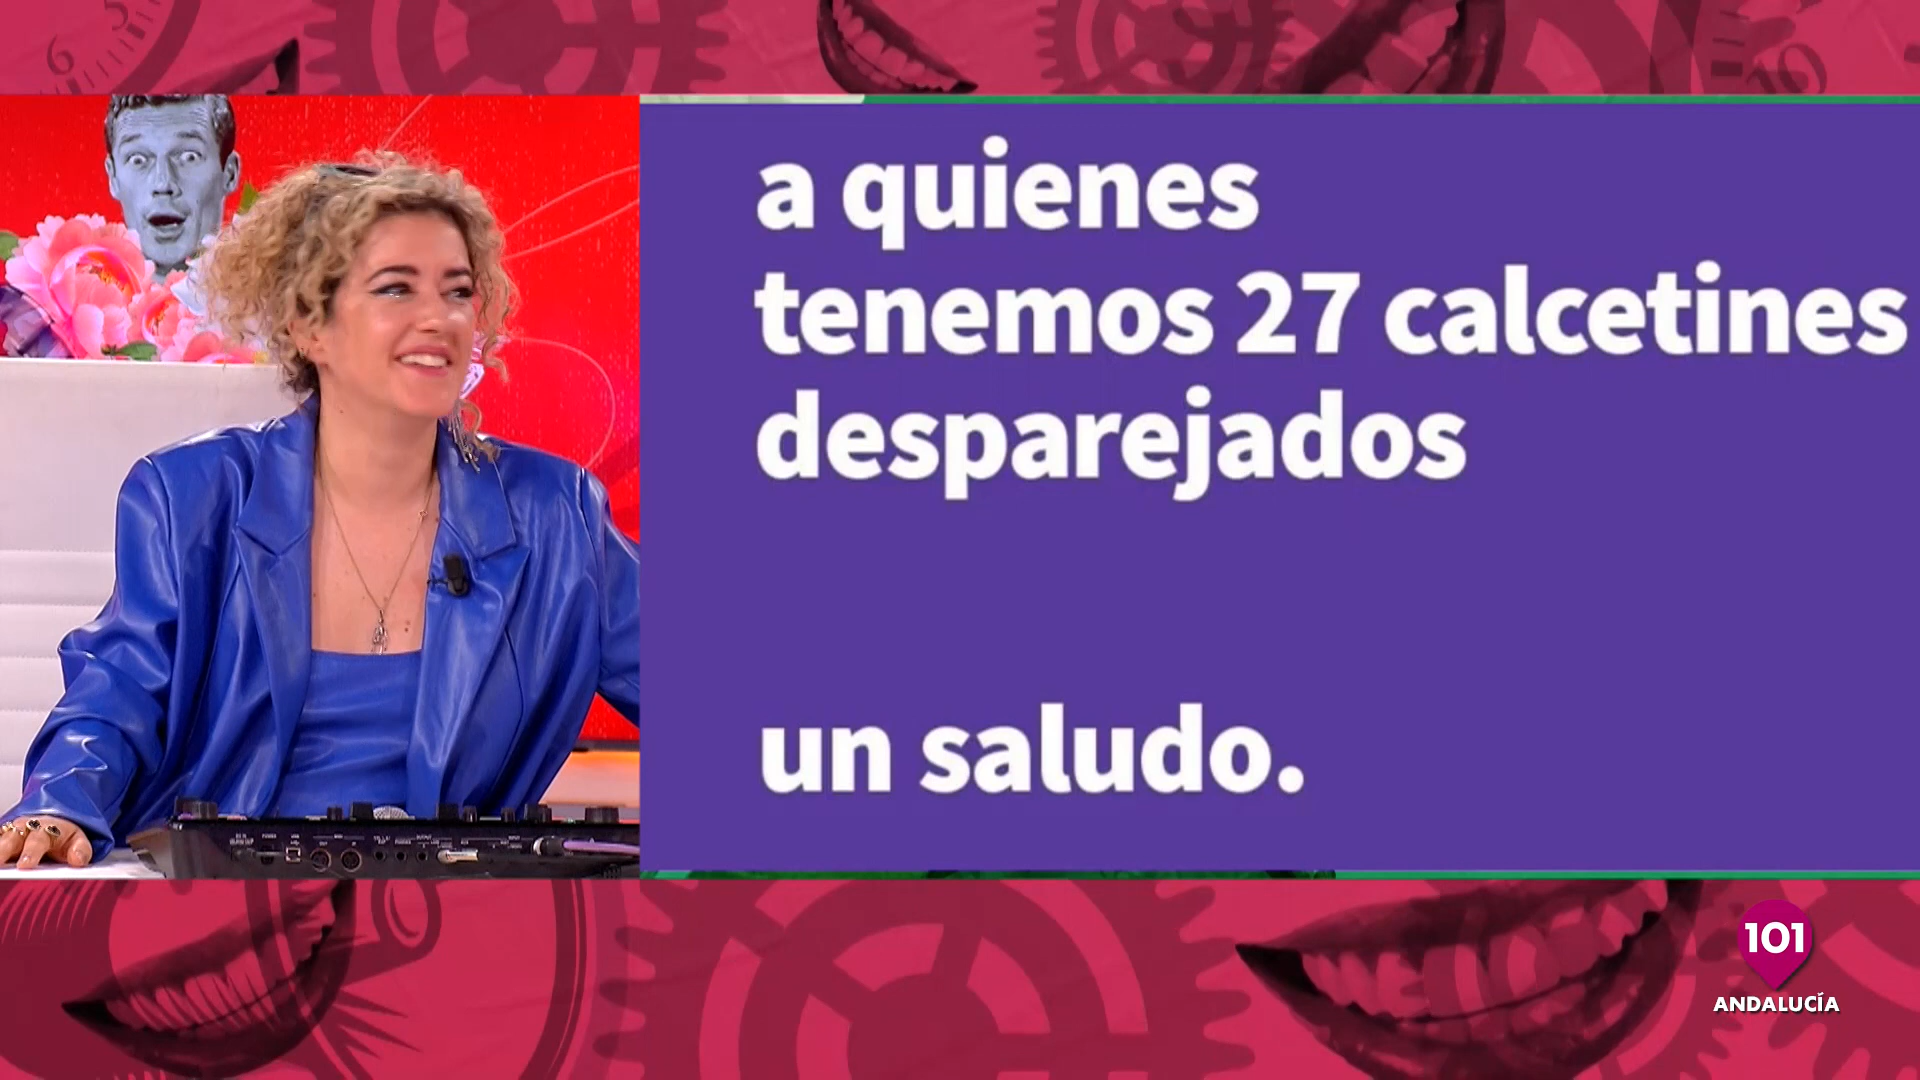 a quienes
tenemos 27 calcetines
desparejados
un saludo.
101
ANDALUCÍA